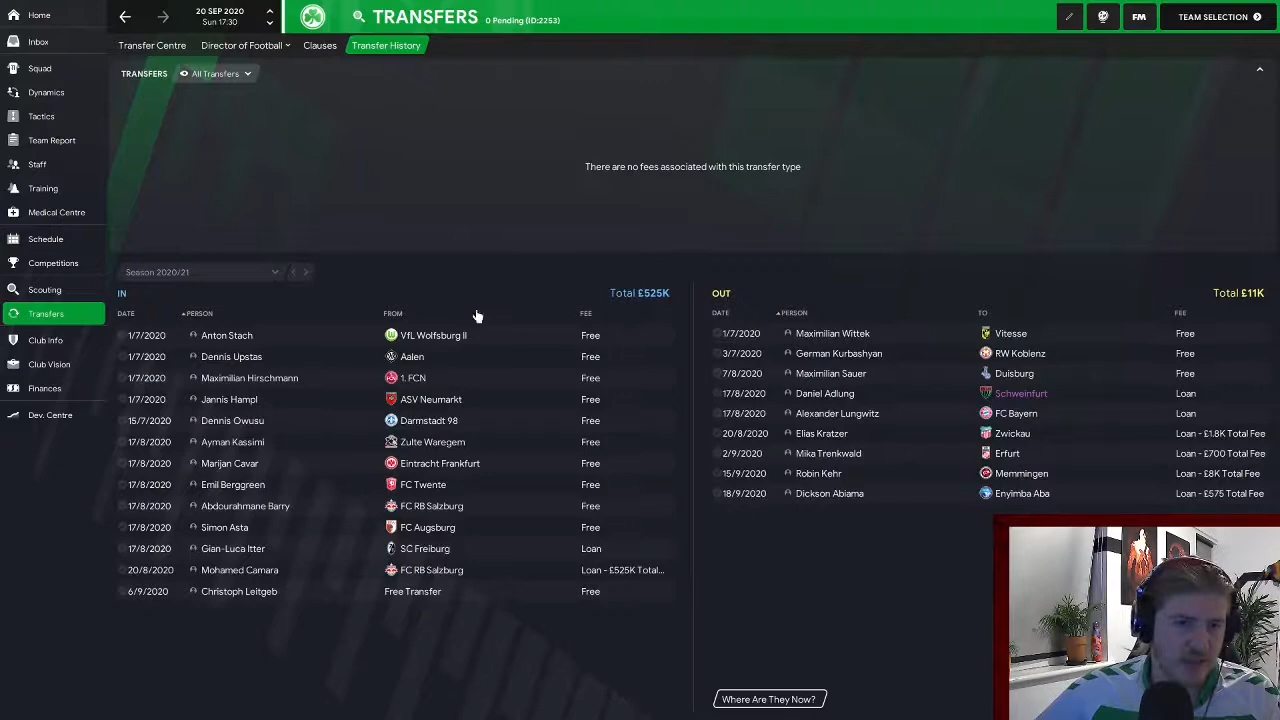 Home
Inbox
Squad
Dynamics
Tactics
Team Report
Staff
Training
Medical Centre
Schedule
Competitions
Scouting
Transfers
Club Info
Club Vision
Finances
Dev. Centre
20 SEP 2020
Sun 17:30
TRANSFERS 0 Pending (ID:2253)
FM
TEAM SELECTION
Transfer Centre Director of Football Clauses Transfer History
TRANSFERS All Transfers
There are no fees associated with this transfer type
Season 2020/21
IN Total £525K
DATE PERSON FROM FEE
1/7/2020 Anton Stach VfL Wolfsburg II Free
1/7/2020 Dennis Upstas Aalen Free
1/7/2020 Maximilian Hirschmann 1. FCN Free
1/7/2020 Jannis Hampl ASV Neumarkt Free
15/7/2020 Dennis Owusu Darmstadt 98 Free
17/8/2020 Ayman Kassimi Zulte Waregem Free
17/8/2020 Marijan Cavar Eintracht Frankfurt Free
17/8/2020 Emil Berggreen FC Twente Free
17/8/2020 Abdourahmane Barry FC RB Salzburg Free
17/8/2020 Simon Asta FC Augsburg Free
17/8/2020 Gian-Luca Itter SC Freiburg Loan
20/8/2020 Mohamed Camara FC RB Salzburg Loan - £525K Total...
6/9/2020 Christoph Leitgeb Free Transfer Free
OUT Total £11K
DATE PERSON TO FEE
1/7/2020 Maximilian Wittek Vitesse Free
3/7/2020 German Kurbashyan RW Koblenz Free
7/8/2020 Maximilian Sauer Duisburg Free
17/8/2020 Daniel Adlung Schweinfurt Loan
17/8/2020 Alexander Lungwitz FC Bayern Loan
20/8/2020 Elias Kratzer Zwickau Loan - £1.8K Total Fee
2/9/2020 Mika Trenkwald Erfurt Loan - £700 Total Fee
15/9/2020 Robin Kehr Memmingen Loan - £8K Total Fee
18/9/2020 Dickson Abiama Enyimba Aba Loan - £575 Total Fee
Where Are They Now?